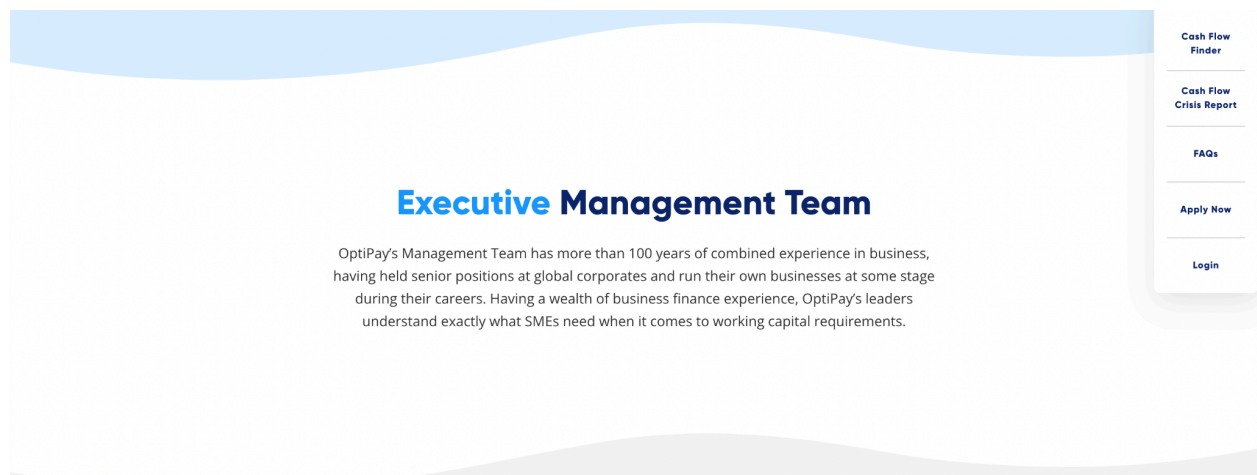 Cash Flow
Finder
Cash Flow
Crisis Report
FAQs
Apply Now
Login
Executive Management Team
OptiPay’s Management Team has more than 100 years of combined experience in business,
having held senior positions at global corporates and run their own businesses at some stage
during their careers. Having a wealth of business finance experience, OptiPay’s leaders
understand exactly what SMEs need when it comes to working capital requirements.